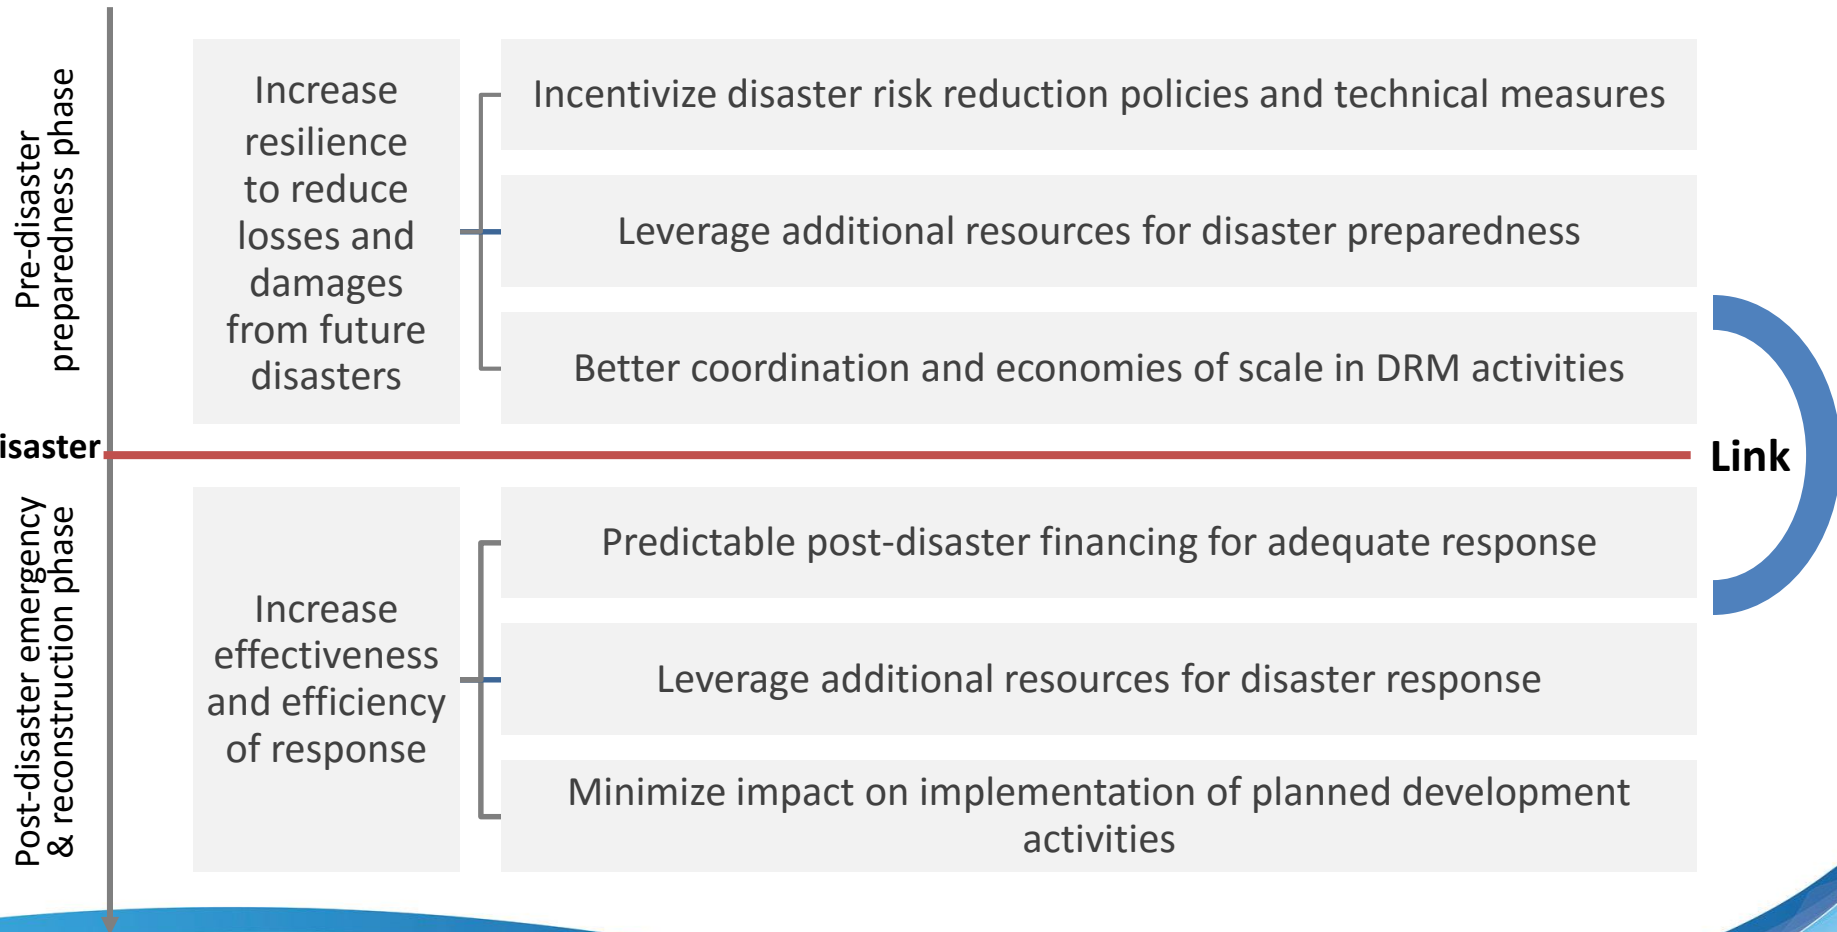 Pre-disaster
preparedness phase
Increase
resilience
to reduce
losses and
damages
from future
disasters
Incentivize disaster risk reduction policies and technical measures
Leverage additional resources for disaster preparedness
Better coordination and economies of scale in DRM activities
isaster
Link
Post-disaster emergency
& reconstruction phase
Increase
effectiveness
and efficiency
of response
Predictable post-disaster financing for adequate response
Leverage additional resources for disaster response
Minimize impact on implementation of planned development
activities